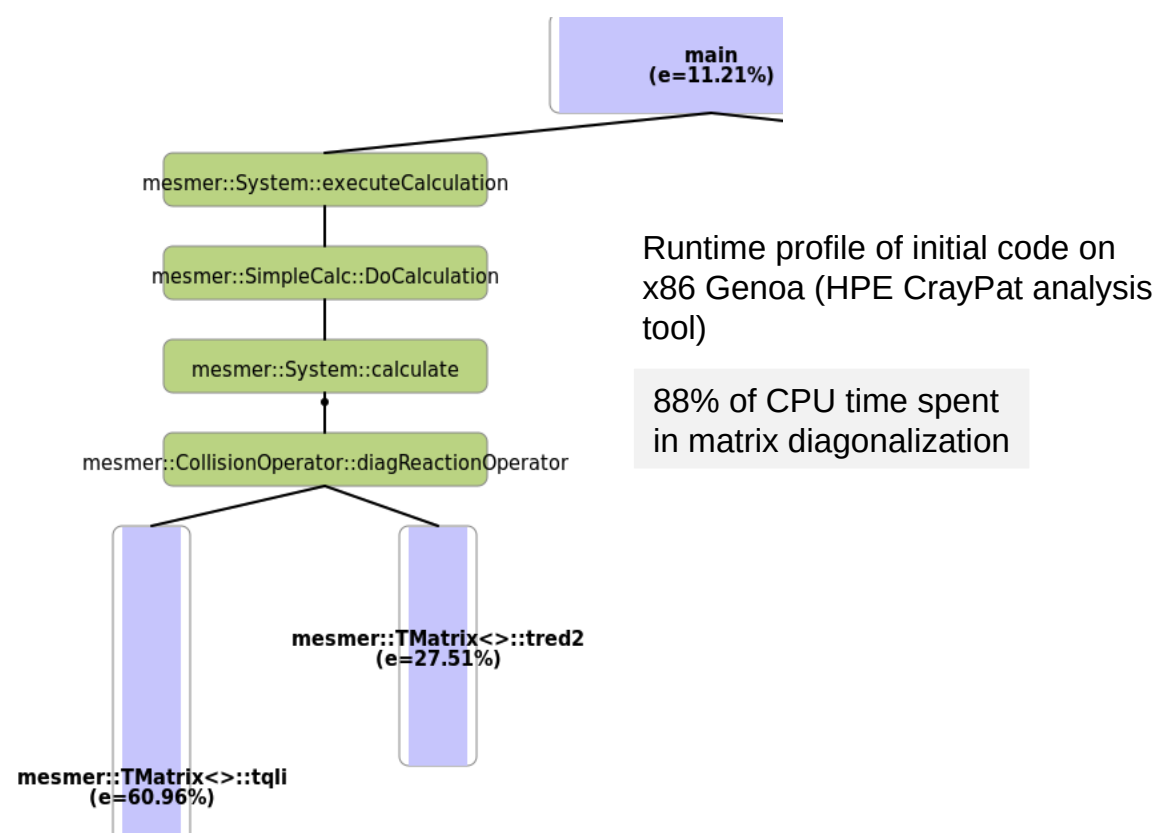 main
(e=11.21%)
mesmer::System::executeCalculation
mesmer::SimpleCalc::DoCalculation
mesmer::System::calculate
mesmer::CollisionOperator::diagReactionOperator
mesmer::TMatrix<>::tred2
(e=27.51%)
mesmer::TMatrix<>::tqli
(e=60.96%)
Runtime profile of initial code on
x86 Genoa (HPE CrayPat analysis
tool)
88% of CPU time spent
in matrix diagonalization